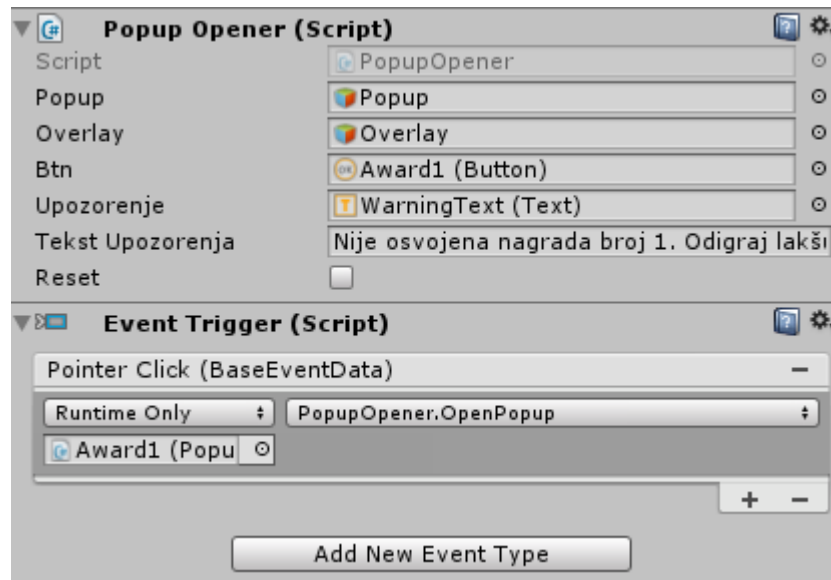 Popup Opener (Script)
Script PopupOpener
Popup Popup
Overlay Overlay
Btn Award1 (Button)
Upozorenje WarningText (Text)
Tekst Upozorenja Nije osvojena nagrada broj 1. Odigraj lakši
Reset
Event Trigger (Script)
Pointer Click (BaseEventData)
Runtime Only PopupOpener.OpenPopup
Award1 (Popu
Add New Event Type